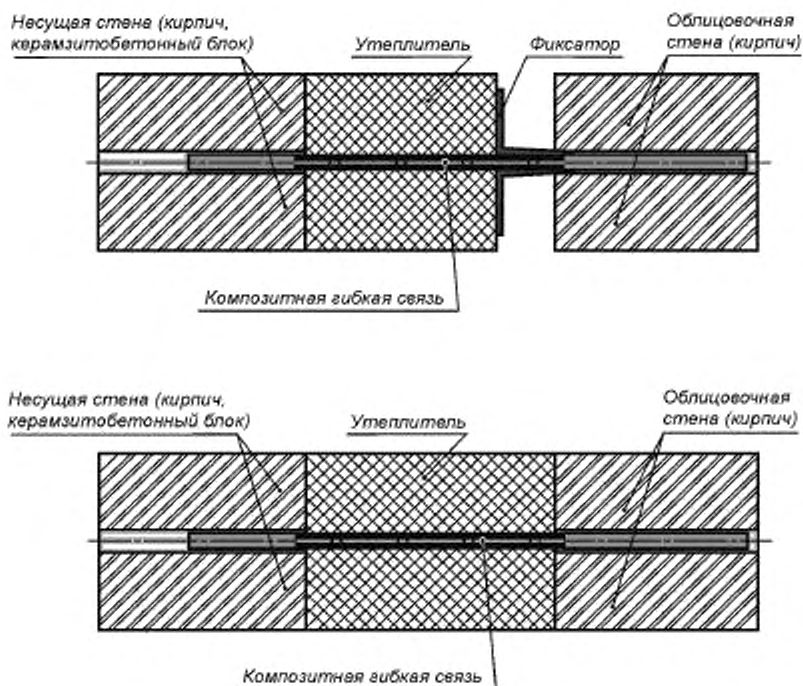 Несущая стена (кирпич,
керамзитобетонный блок)
Утеплитель
Фиксатор
Облицовочная
стена (кирпич)
Композитная гибкая связь
Несущая стена (кирпич,
керамзитобетонный блок)
Утеплитель
Облицовочная
стена (кирпич)
Композитная гибкая связь